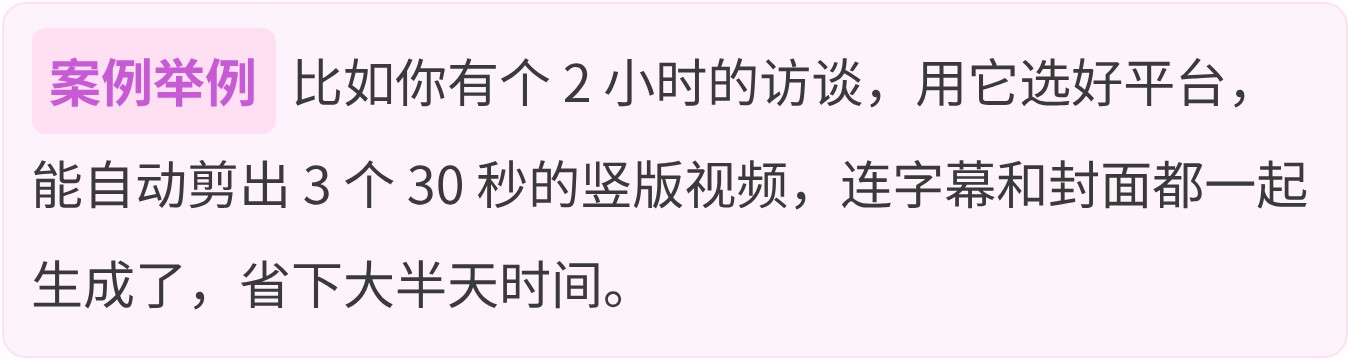 案例举例 比如你有个 2 小时的访谈，用它选好平台，
能自动剪出 3 个 30 秒的竖版视频，连字幕和封面都一起
生成了，省下大半天时间。